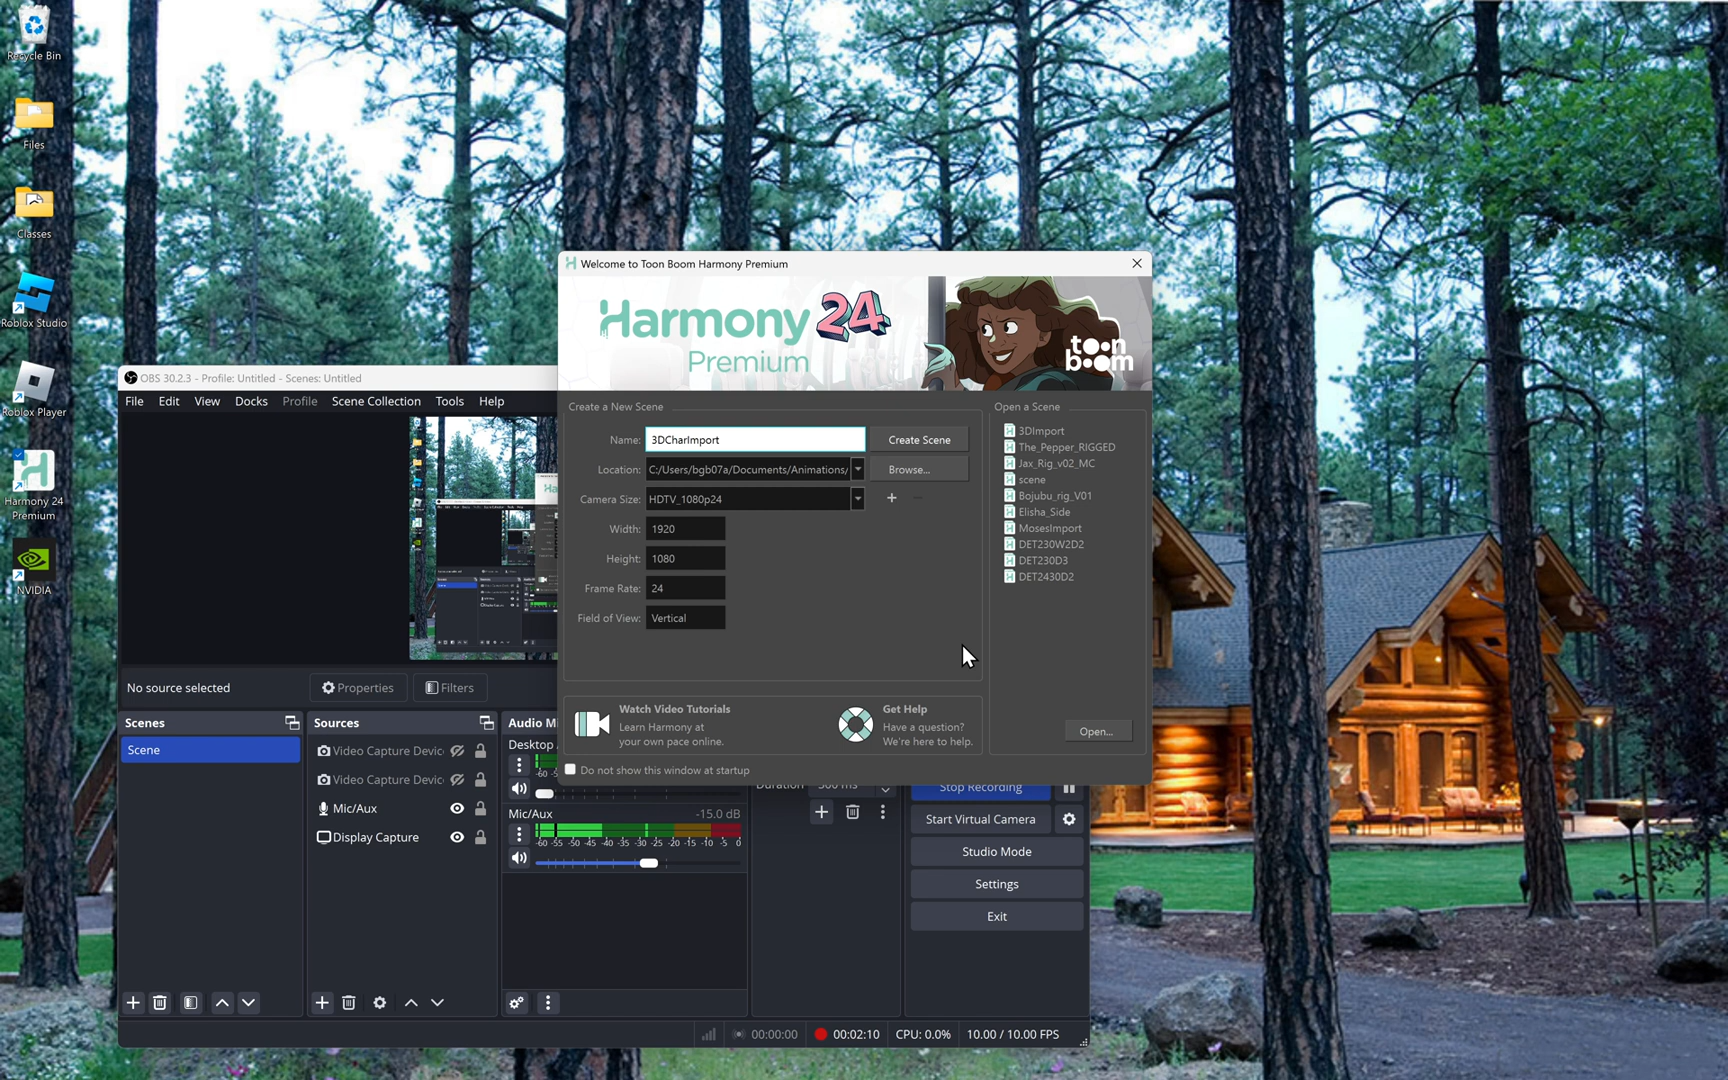 Recycle Bin
Files
Classes
Roblox Studio
Roblox Player
Harmony 24
Premium
NVIDIA
OBS 30.2.3 - Profile: Untitled - Scenes: Untitled
File Edit View Docks Profile Scene Collection Tools Help
No source selected
Properties
Filters
Scenes
Scene
Sources
Video Capture Devic
Video Capture Devic
Mic/Aux
Display Capture
Audio Mi
Desktop
-60 -5
Mic/Aux
-15.0 dB
-60 -55 -50 -45 -40 -35 -30 -25 -20 -15 -10 -5 0
Duration
300 ms
Stop Recording
Start Virtual Camera
Studio Mode
Settings
Exit
00:00:00
00:02:10
CPU: 0.0%
10.00 / 10.00 FPS
Welcome to Toon Boom Harmony Premium
Harmony 24
Premium
toon
boom
Create a New Scene
Name: 3DCharImport
Create Scene
Location: C:/Users/bgb07a/Documents/Animations/
Browse...
Camera Size: HDTV_1080p24
Width: 1920
Height: 1080
Frame Rate: 24
Field of View: Vertical
Watch Video Tutorials
Learn Harmony at
your own pace online.
Get Help
Have a question?
We're here to help.
Do not show this window at startup
Open a Scene
3DImport
The_Pepper_RIGGED
Jax_Rig_v02_MC
scene
Bojubu_rig_V01
Elisha_Side
MosesImport
DET230W2D2
DET230D3
DET2430D2
Open...